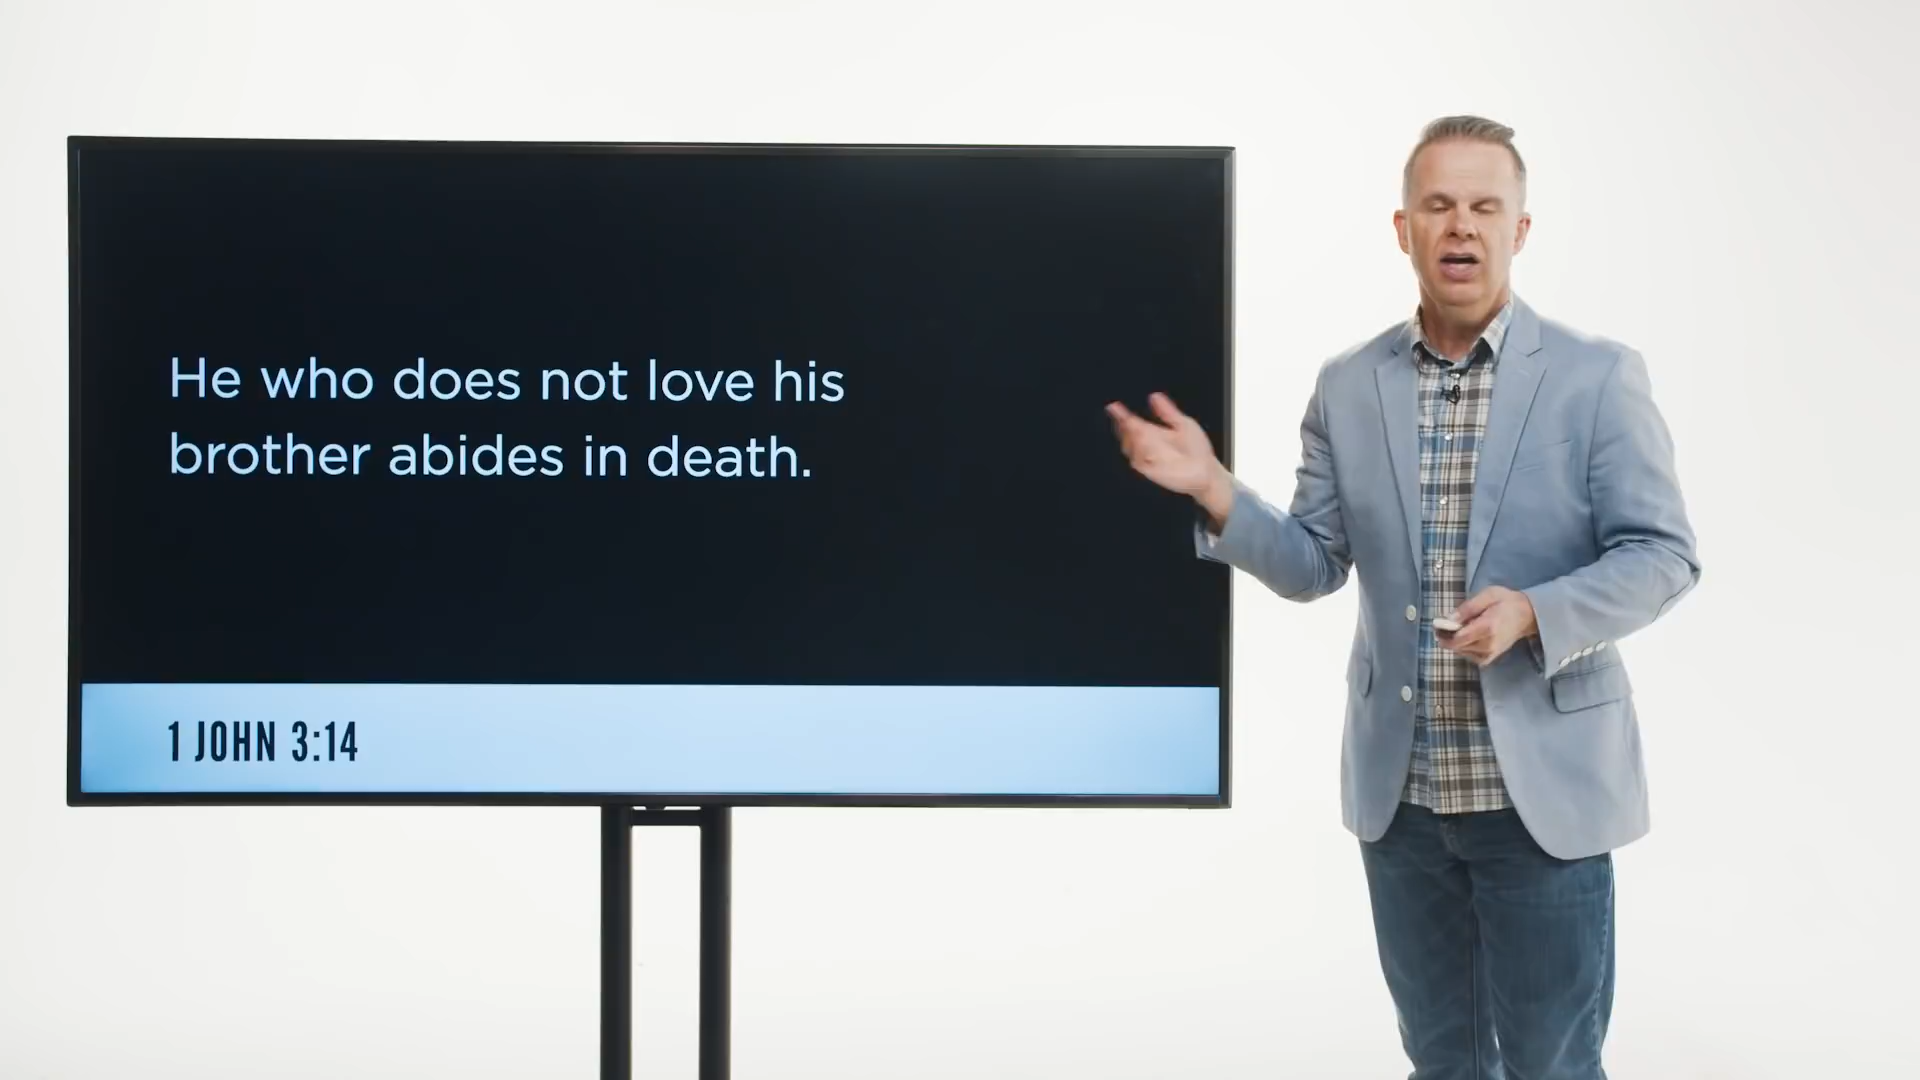 He who does not love his
brother abides in death.
1 JOHN 3:14